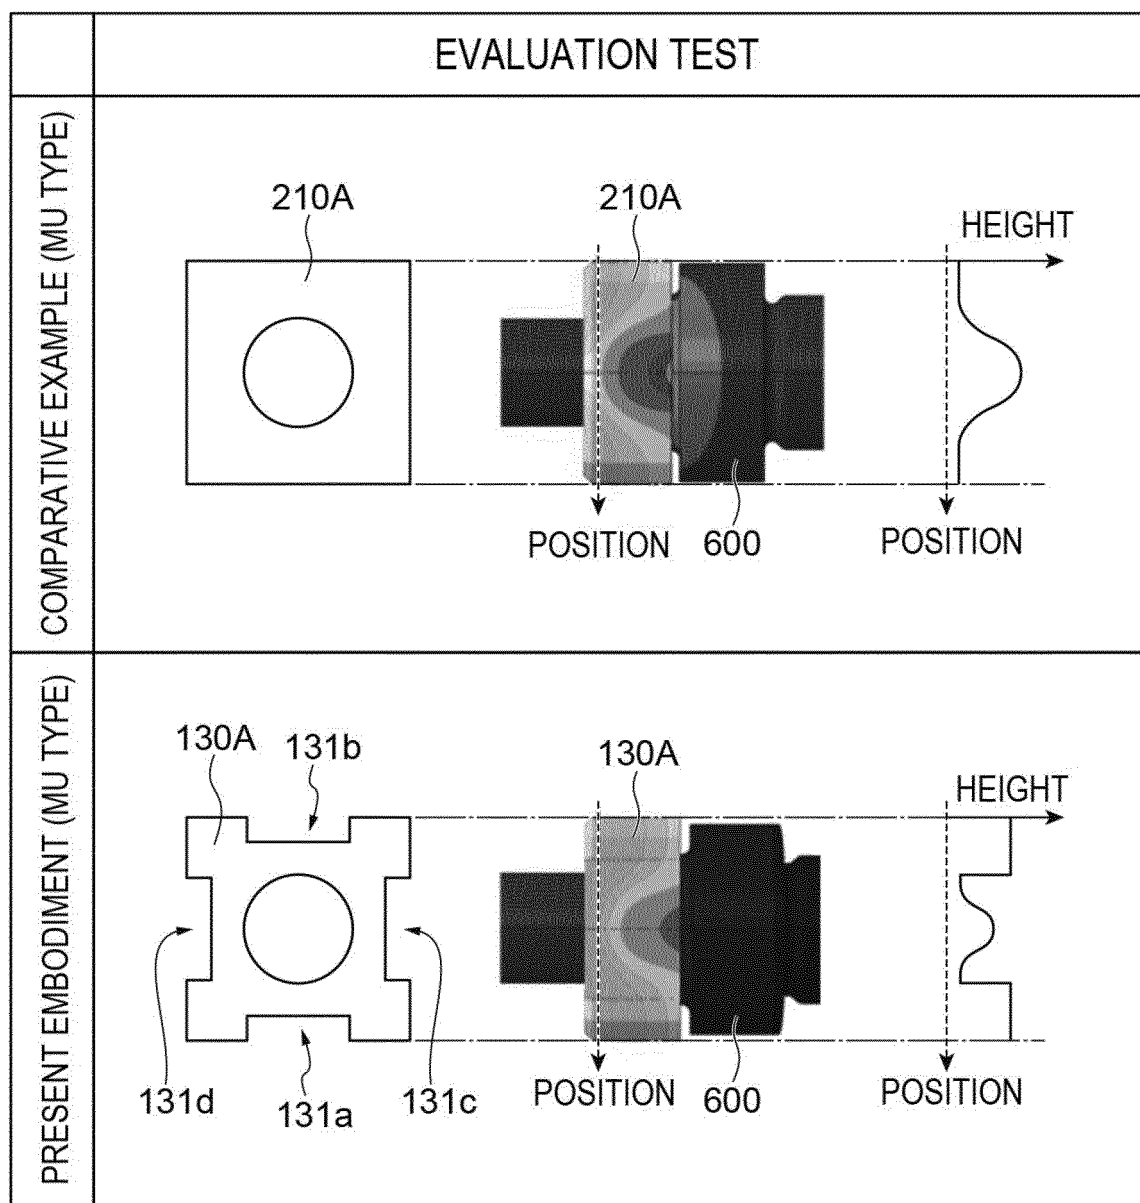 EVALUATION TEST
COMPARATIVE EXAMPLE (MU TYPE)
210A
210A
HEIGHT
POSITION
600
POSITION
PRESENT EMBODIMENT (MU TYPE)
130A
131b
130A
HEIGHT
131d
131a
131c
POSITION
600
POSITION